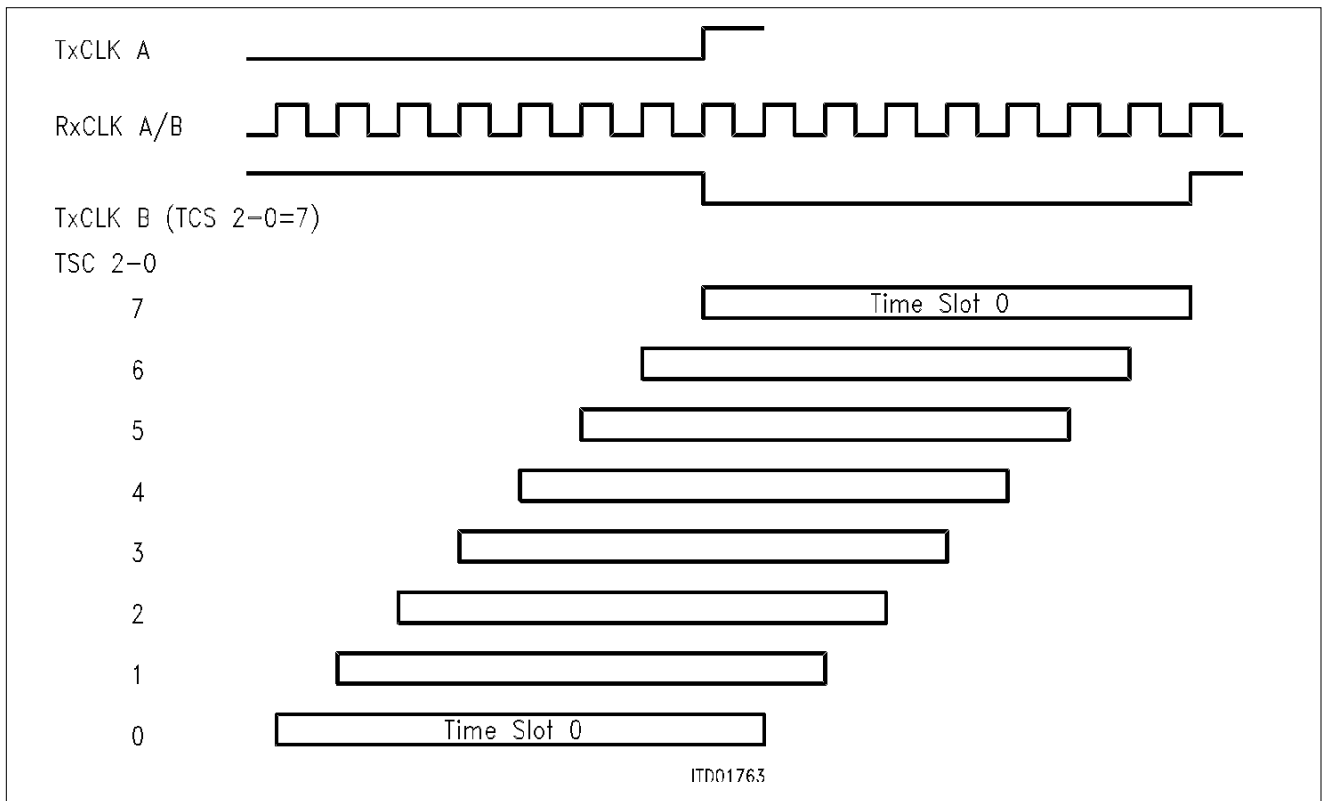 TxCLK A
RxCLK A/B
TxCLK B (TCS 2-0=7)
TSC 2-0
7 Time Slot 0
6
5
4
3
2
1
0 Time Slot 0
ITD01763